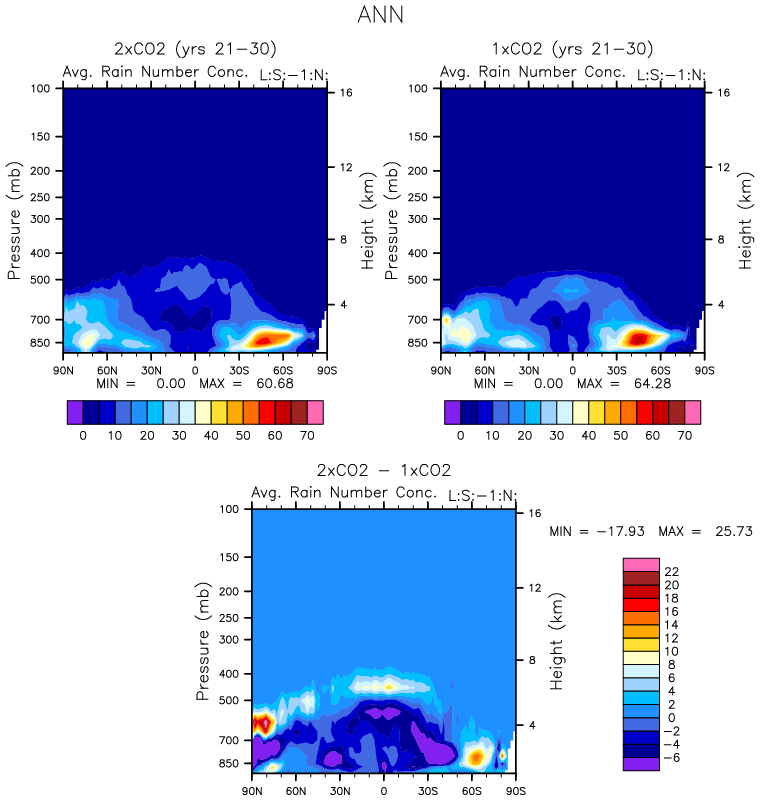 ANN
2xCO2 (yrs 21−30)
Avg. Rain Number Conc. L:S:−1:N:
100
150
200
250
300
400
500
700
850
Pressure (mb)
16
12
8
4
Height (km)
90N 60N 30N 0 30S 60S 90S
MIN = 0.00 MAX = 60.68
0 10 20 30 40 50 60 70
1xCO2 (yrs 21−30)
Avg. Rain Number Conc. L:S:−1:N:
100
150
200
250
300
400
500
700
850
Pressure (mb)
16
12
8
4
Height (km)
90N 60N 30N 0 30S 60S 90S
MIN = 0.00 MAX = 64.28
0 10 20 30 40 50 60 70
2xCO2 − 1xCO2
Avg. Rain Number Conc. L:S:−1:N:
100
150
200
250
300
400
500
700
850
Pressure (mb)
16
12
8
4
Height (km)
90N 60N 30N 0 30S 60S 90S
MIN = −17.93 MAX = 25.73
22
20
18
16
14
12
10
8
6
4
2
0
−2
−4
−6